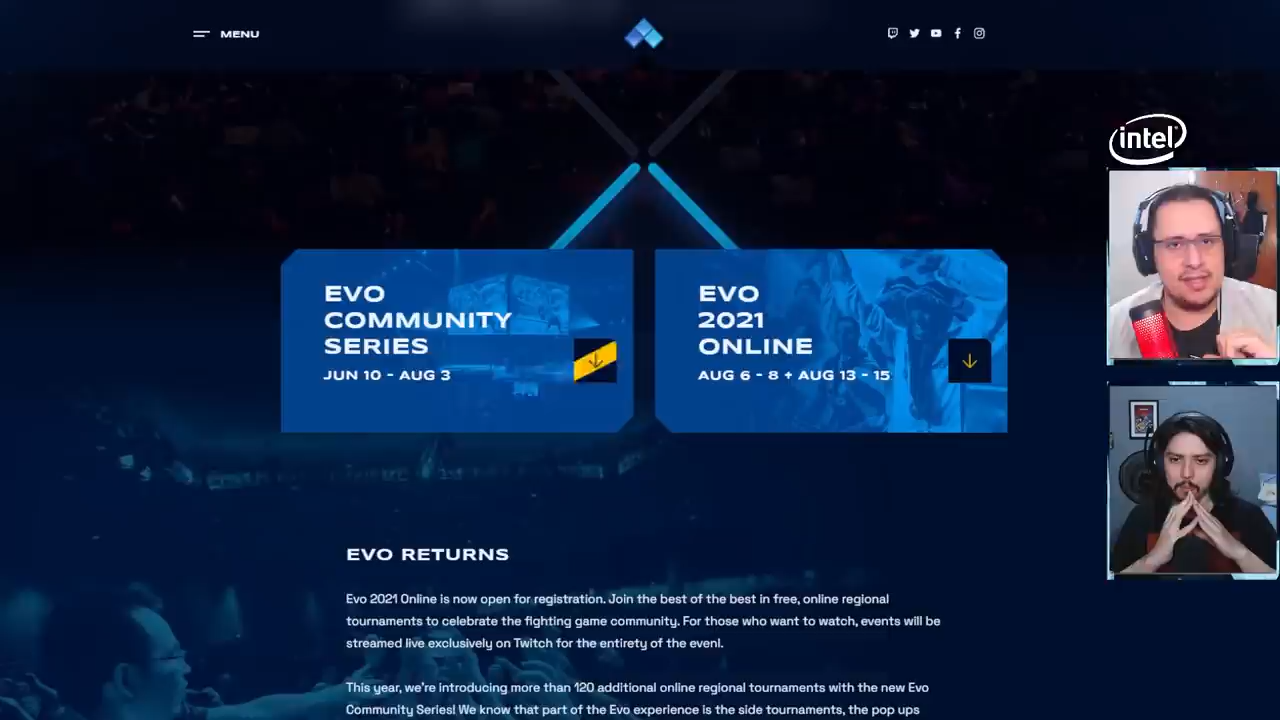 MENU
intel
EVO
COMMUNITY
SERIES
JUN 10 - AUG 3
EVO
2021
ONLINE
AUG 6 - 8 + AUG 13 - 15
EVO RETURNS
Evo 2021 Online is now open for registration. Join the best of the best in free, online regional
tournaments to celebrate the fighting game community. For those who want to watch, events will be
streamed live exclusively on Twitch for the entirety of the event.
This year, we're introducing more than 120 additional online regional tournaments with the new Evo
Community Series! We know that part of the Evo experience is the side tournaments, the pop ups